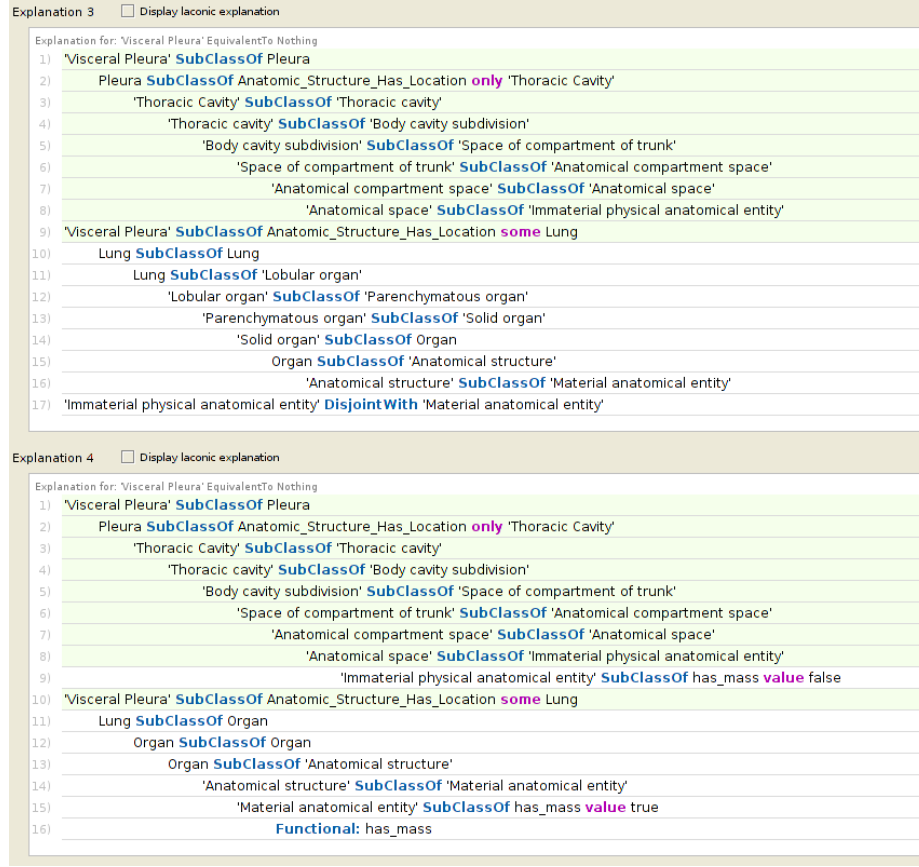 Explanation 3 Display laconic explanation
Explanation for: 'Visceral Pleura' EquivalentTo Nothing
1) 'Visceral Pleura' SubClassOf Pleura
2) Pleura SubClassOf Anatomic_Structure_Has_Location only 'Thoracic Cavity'
3) 'Thoracic Cavity' SubClassOf 'Thoracic cavity'
4) 'Thoracic cavity' SubClassOf 'Body cavity subdivision'
5) 'Body cavity subdivision' SubClassOf 'Space of compartment of trunk'
6) 'Space of compartment of trunk' SubClassOf 'Anatomical compartment space'
7) 'Anatomical compartment space' SubClassOf 'Anatomical space'
8) 'Anatomical space' SubClassOf 'Immaterial physical anatomical entity'
9) 'Visceral Pleura' SubClassOf Anatomic_Structure_Has_Location some Lung
10) Lung SubClassOf Lung
11) Lung SubClassOf 'Lobular organ'
12) 'Lobular organ' SubClassOf 'Parenchymatous organ'
13) 'Parenchymatous organ' SubClassOf 'Solid organ'
14) 'Solid organ' SubClassOf Organ
15) Organ SubClassOf 'Anatomical structure'
16) 'Anatomical structure' SubClassOf 'Material anatomical entity'
17) 'Immaterial physical anatomical entity' DisjointWith 'Material anatomical entity'
Explanation 4 Display laconic explanation
Explanation for: 'Visceral Pleura' EquivalentTo Nothing
1) 'Visceral Pleura' SubClassOf Pleura
2) Pleura SubClassOf Anatomic_Structure_Has_Location only 'Thoracic Cavity'
3) 'Thoracic Cavity' SubClassOf 'Thoracic cavity'
4) 'Thoracic cavity' SubClassOf 'Body cavity subdivision'
5) 'Body cavity subdivision' SubClassOf 'Space of compartment of trunk'
6) 'Space of compartment of trunk' SubClassOf 'Anatomical compartment space'
7) 'Anatomical compartment space' SubClassOf 'Anatomical space'
8) 'Anatomical space' SubClassOf 'Immaterial physical anatomical entity'
9) 'Immaterial physical anatomical entity' SubClassOf has_mass value false
10) 'Visceral Pleura' SubClassOf Anatomic_Structure_Has_Location some Lung
11) Lung SubClassOf Organ
12) Organ SubClassOf Organ
13) Organ SubClassOf 'Anatomical structure'
14) 'Anatomical structure' SubClassOf 'Material anatomical entity'
15) 'Material anatomical entity' SubClassOf has_mass value true
16) Functional: has_mass